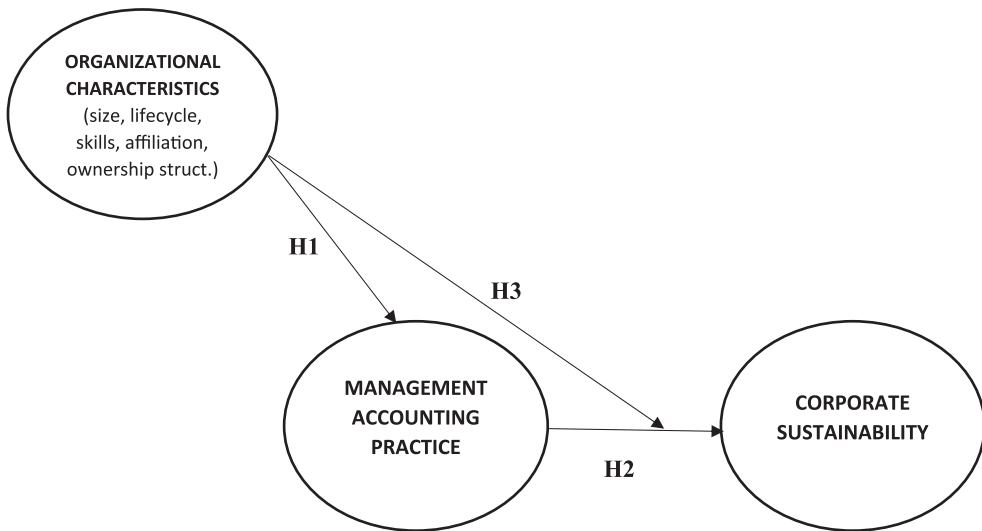 ORGANIZATIONAL
CHARACTERISTICS
(size, lifecycle,
skills, affiliation,
ownership struct.)
H1
H3
MANAGEMENT
ACCOUNTING
PRACTICE
H2
CORPORATE
SUSTAINABILITY